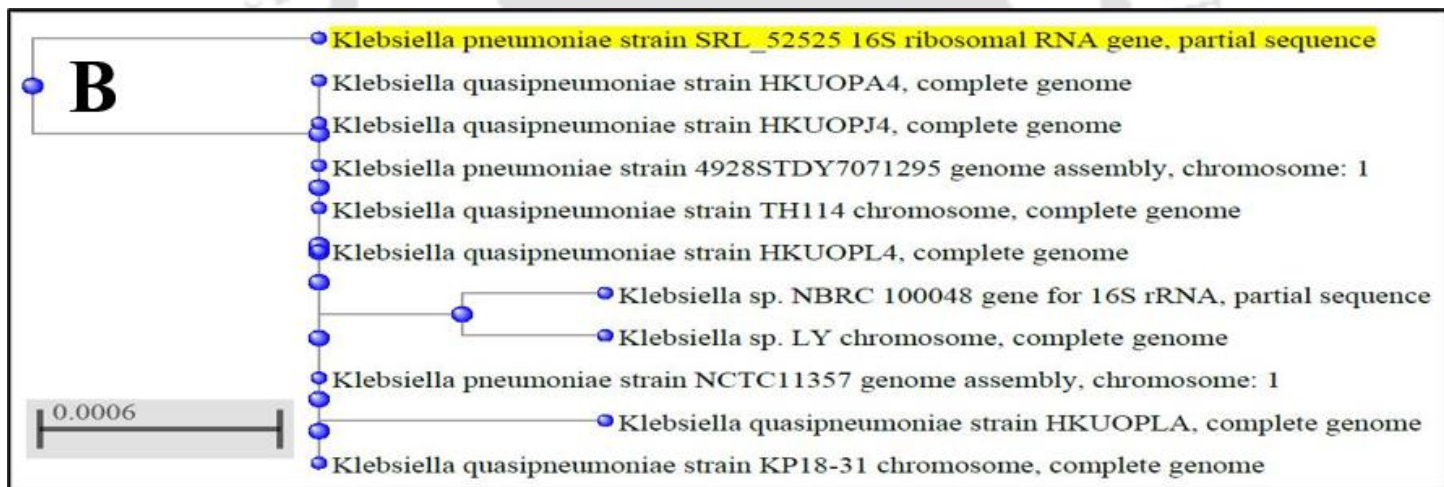 Klebsiella pneumoniae strain SRL_52525 16S ribosomal RNA gene, partial sequence
B
Klebsiella quasipneumoniae strain HKUOPA4, complete genome
Klebsiella quasipneumoniae strain HKUOPJ4, complete genome
Klebsiella pneumoniae strain 4928STDY7071295 genome assembly, chromosome: 1
Klebsiella quasipneumoniae strain TH114 chromosome, complete genome
Klebsiella quasipneumoniae strain HKUOPL4, complete genome
Klebsiella sp. NBRC 100048 gene for 16S rRNA, partial sequence
Klebsiella sp. LY chromosome, complete genome
Klebsiella pneumoniae strain NCTC11357 genome assembly, chromosome: 1
0.0006
Klebsiella quasipneumoniae strain HKUOPLA, complete genome
Klebsiella quasipneumoniae strain KP18-31 chromosome, complete genome